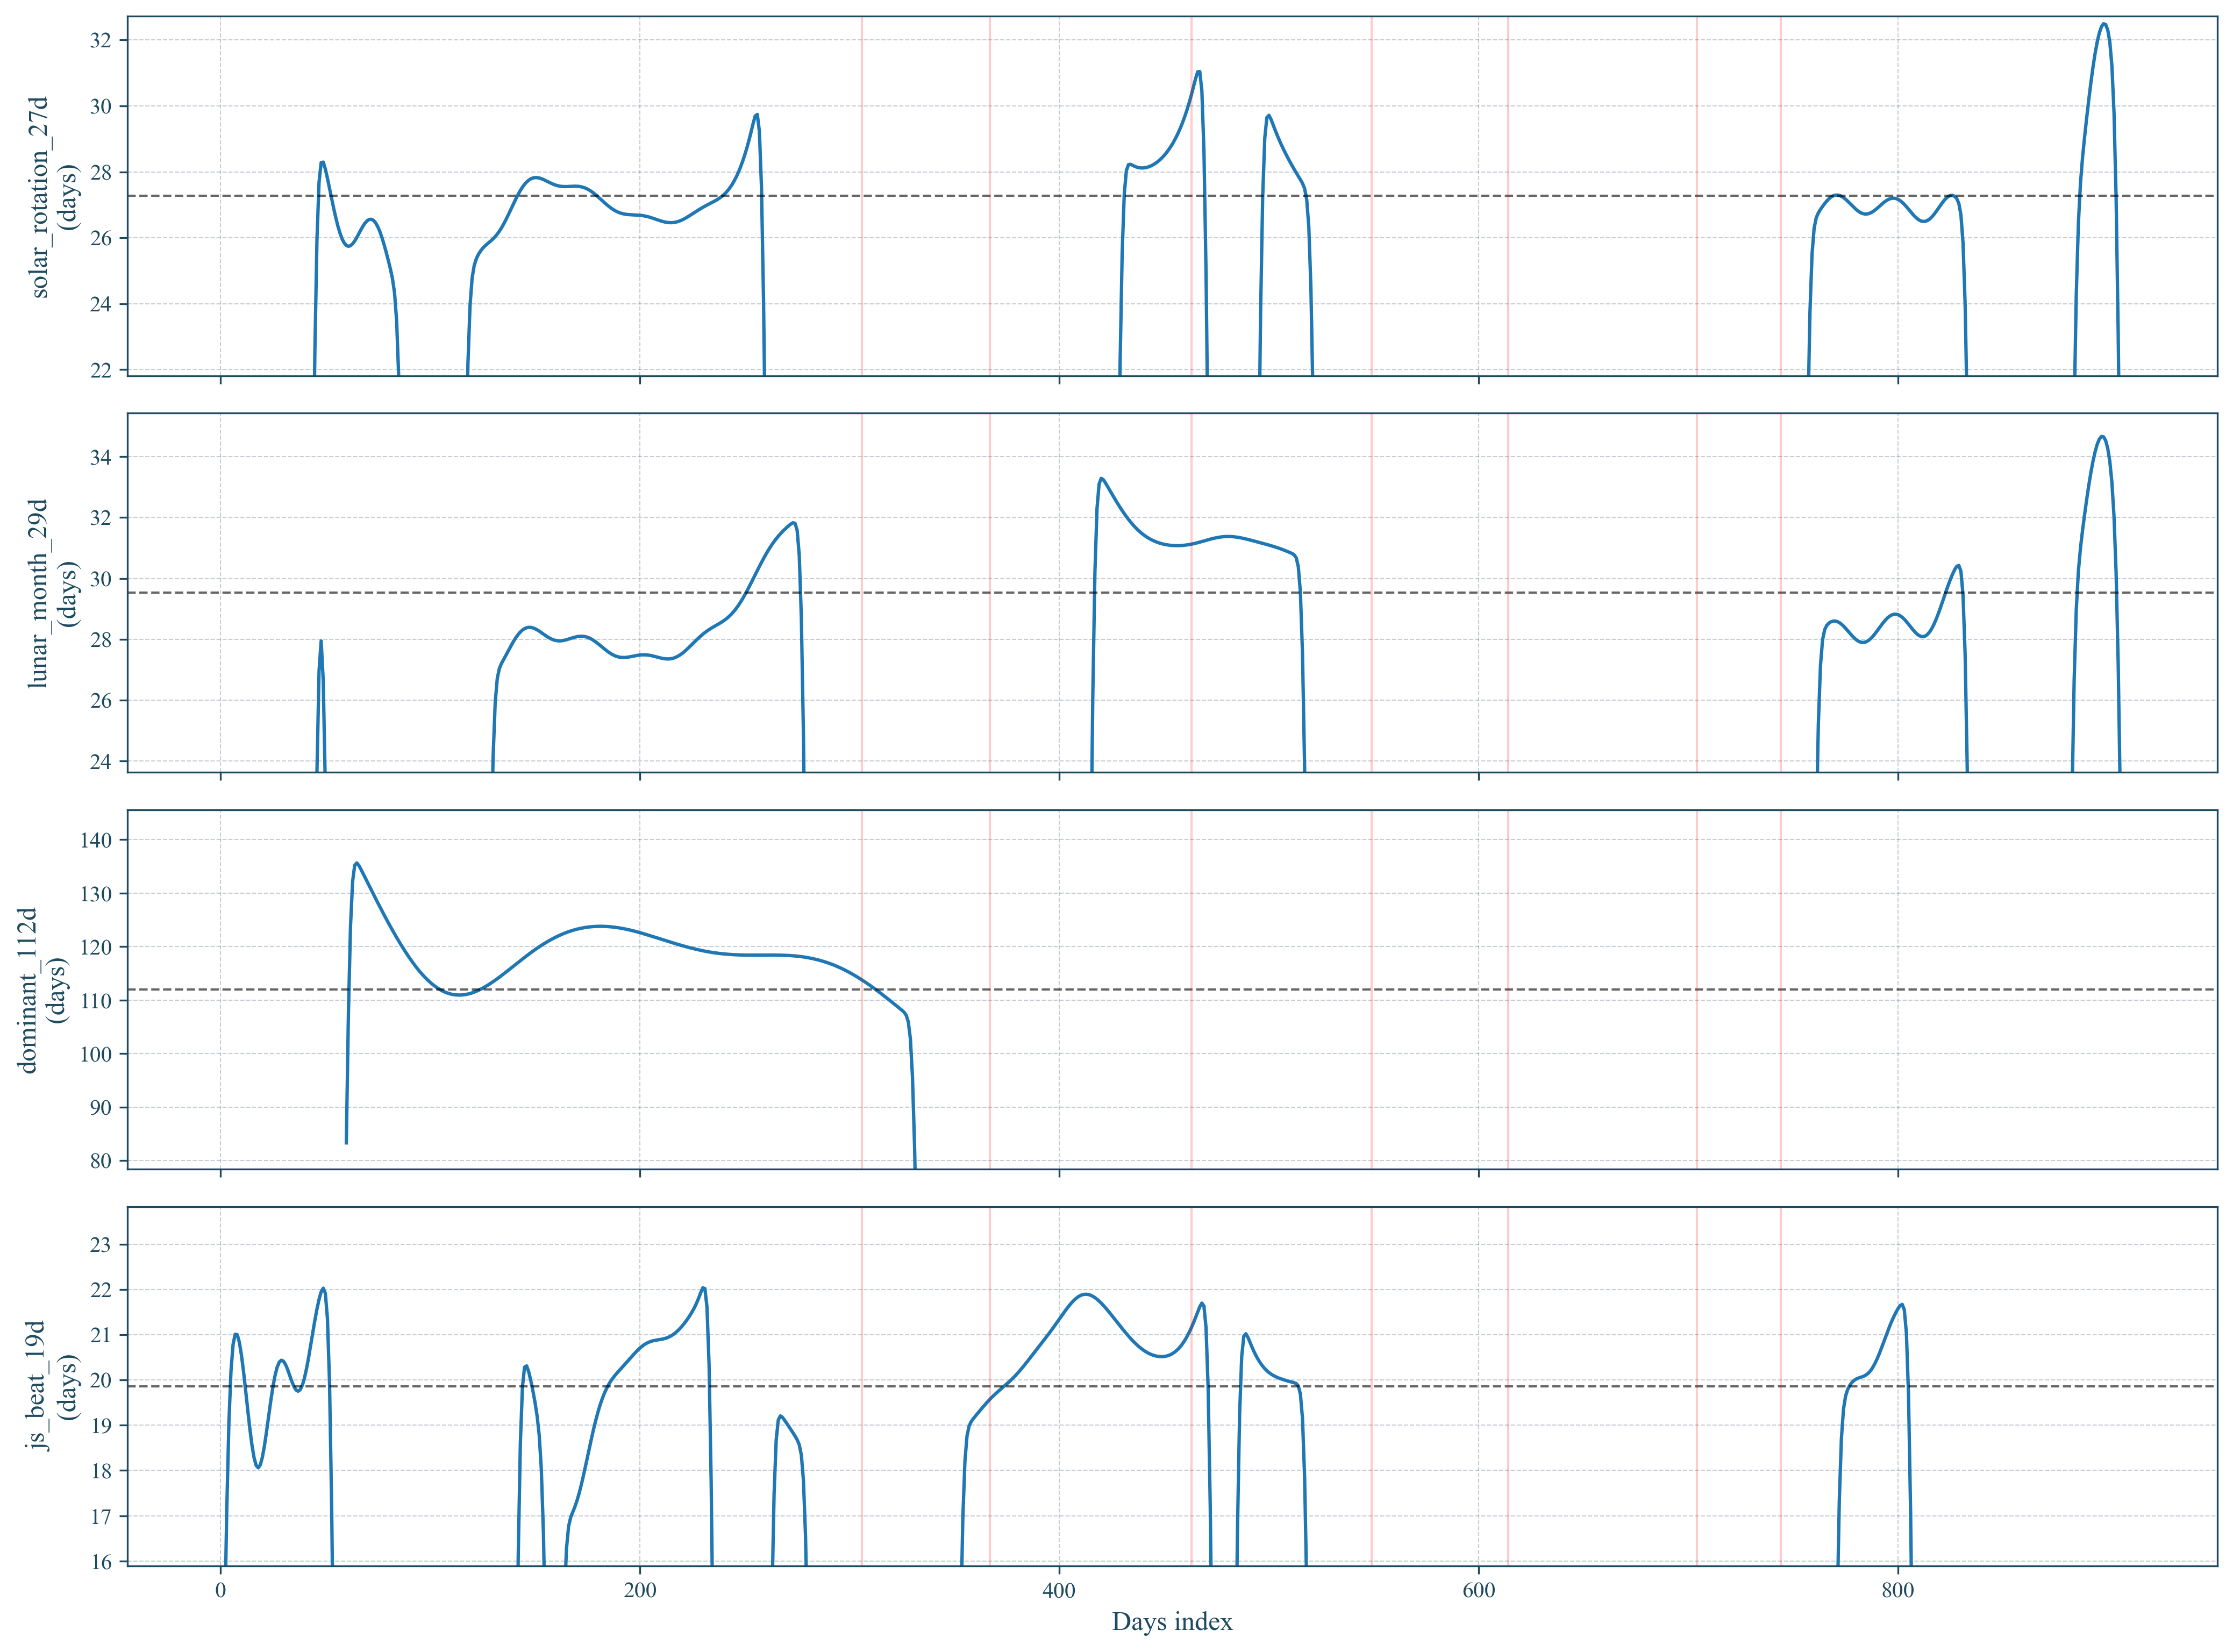 solar_rotation_27d
(days)
32
30
28
26
24
22
lunar_month_29d
(days)
34
32
30
28
26
24
dominant_112d
(days)
140
130
120
110
100
90
80
js_beat_19d
(days)
23
22
21
20
19
18
17
16
0 200 400 600 800
Days index